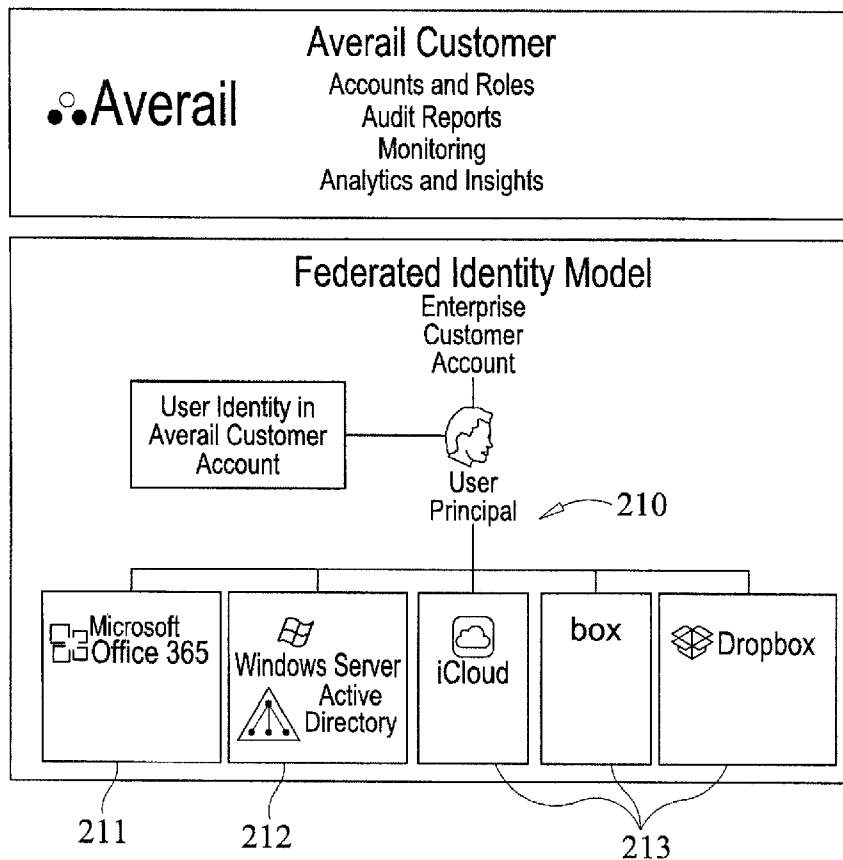 Averail Customer
Averail
Accounts and Roles
Audit Reports
Monitoring
Analytics and Insights
Federated Identity Model
Enterprise
Customer
Account
User Identity in
Averail Customer
Account
User
Principal
210
Microsoft
Office 365
Windows Server
Active
Directory
iCloud
box
Dropbox
211
212
213